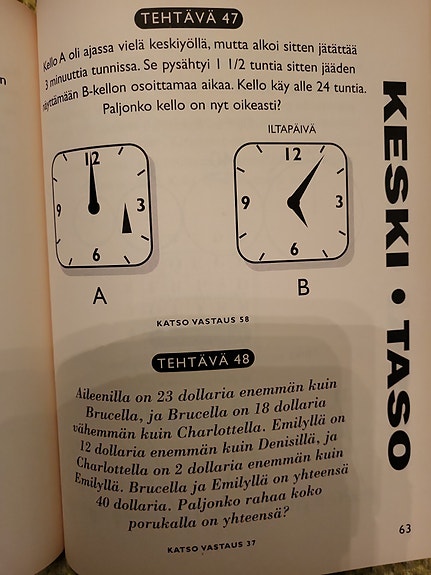 TEHTÄVÄ 47
Kello A oli ajassa vielä keskiyöllä, mutta alkoi sitten jätättää
3 minuuttia tunnissa. Se pysähtyi 1 1/2 tuntia sitten jääden
näyttämään B-kellon osoittamaa aikaa. Kello käy alle 24 tuntia.
Paljonko kello on nyt oikeasti?
ILTAPÄIVÄ
12
9
3
6
12
9
3
6
A
B
KATSO VASTAUS 58
TEHTÄVÄ 48
Aileenilla on 23 dollaria enemmän kuin
Brucella, ja Brucella on 18 dollaria
vähemmän kuin Charlottella. Emilyllä on
12 dollaria enemmän kuin Denisillä, ja
Charlottella on 2 dollaria enemmän kuin
Emilyllä. Brucella ja Emilyllä on yhteensä
40 dollaria. Paljonko rahaa koko
porukalla on yhteensä?
KATSO VASTAUS 37
KESKI • TASO
63